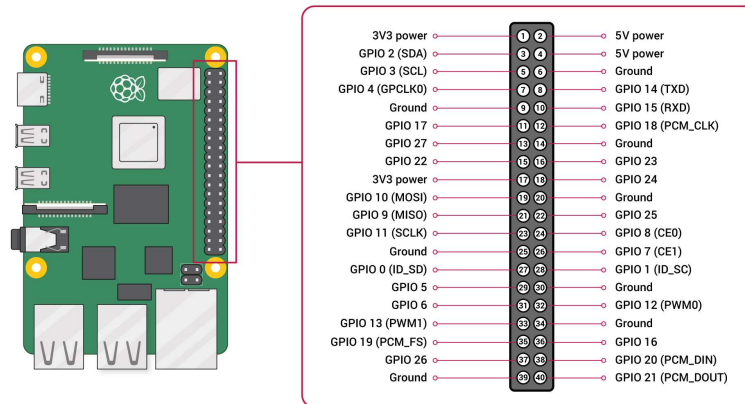 3V3 power 1 2 5V power
GPIO 2 (SDA) 3 4 5V power
GPIO 3 (SCL) 5 6 Ground
GPIO 4 (GPCLK0) 7 8 GPIO 14 (TXD)
Ground 9 10 GPIO 15 (RXD)
GPIO 17 11 12 GPIO 18 (PCM_CLK)
GPIO 27 13 14 Ground
GPIO 22 15 16 GPIO 23
3V3 power 17 18 GPIO 24
GPIO 10 (MOSI) 19 20 Ground
GPIO 9 (MISO) 21 22 GPIO 25
GPIO 11 (SCLK) 23 24 GPIO 8 (CE0)
Ground 25 26 GPIO 7 (CE1)
GPIO 0 (ID_SD) 27 28 GPIO 1 (ID_SC)
GPIO 5 29 30 Ground
GPIO 6 31 32 GPIO 12 (PWM0)
GPIO 13 (PWM1) 33 34 Ground
GPIO 19 (PCM_FS) 35 36 GPIO 16
GPIO 26 37 38 GPIO 20 (PCM_DIN)
Ground 39 40 GPIO 21 (PCM_DOUT)